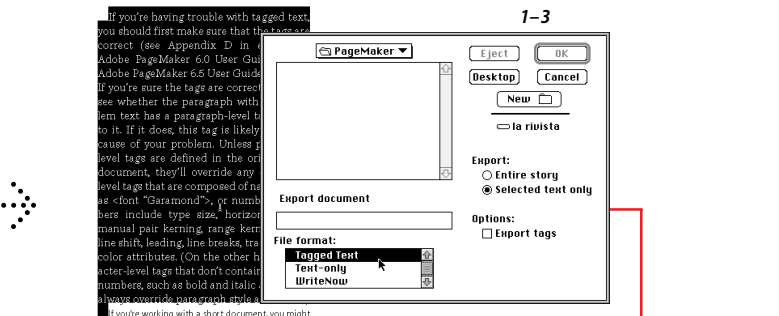 1–3
If you're having trouble with tagged text,
you should first make sure that the tags are
correct (see Appendix D in
Adobe PageMaker 6.0 User Gui
Adobe PageMaker 6.5 User Guide
If you're sure the tags are correct
see whether the paragraph with
lem text has a paragraph-level ta
to it. If it does, this tag is likely
cause of your problem. Unless p
level tags are defined in the ori
document, they'll override any
level tags that are composed of na
as <font "Garamond">, or numb
bers include type size, horizon
manual pair kerning, range kern
line shift, leading, line breaks, tra
color attributes. (On the other h
acter-level tags that don't contain
numbers, such as bold and italic
always override paragraph style a
If you're working with a short document, you might
PageMaker
Eject
OK
Desktop
Cancel
New
la rivista
Export:
Entire story
Selected text only
Export document
Options:
Export tags
File format:
Tagged Text
Text-only
WriteNow